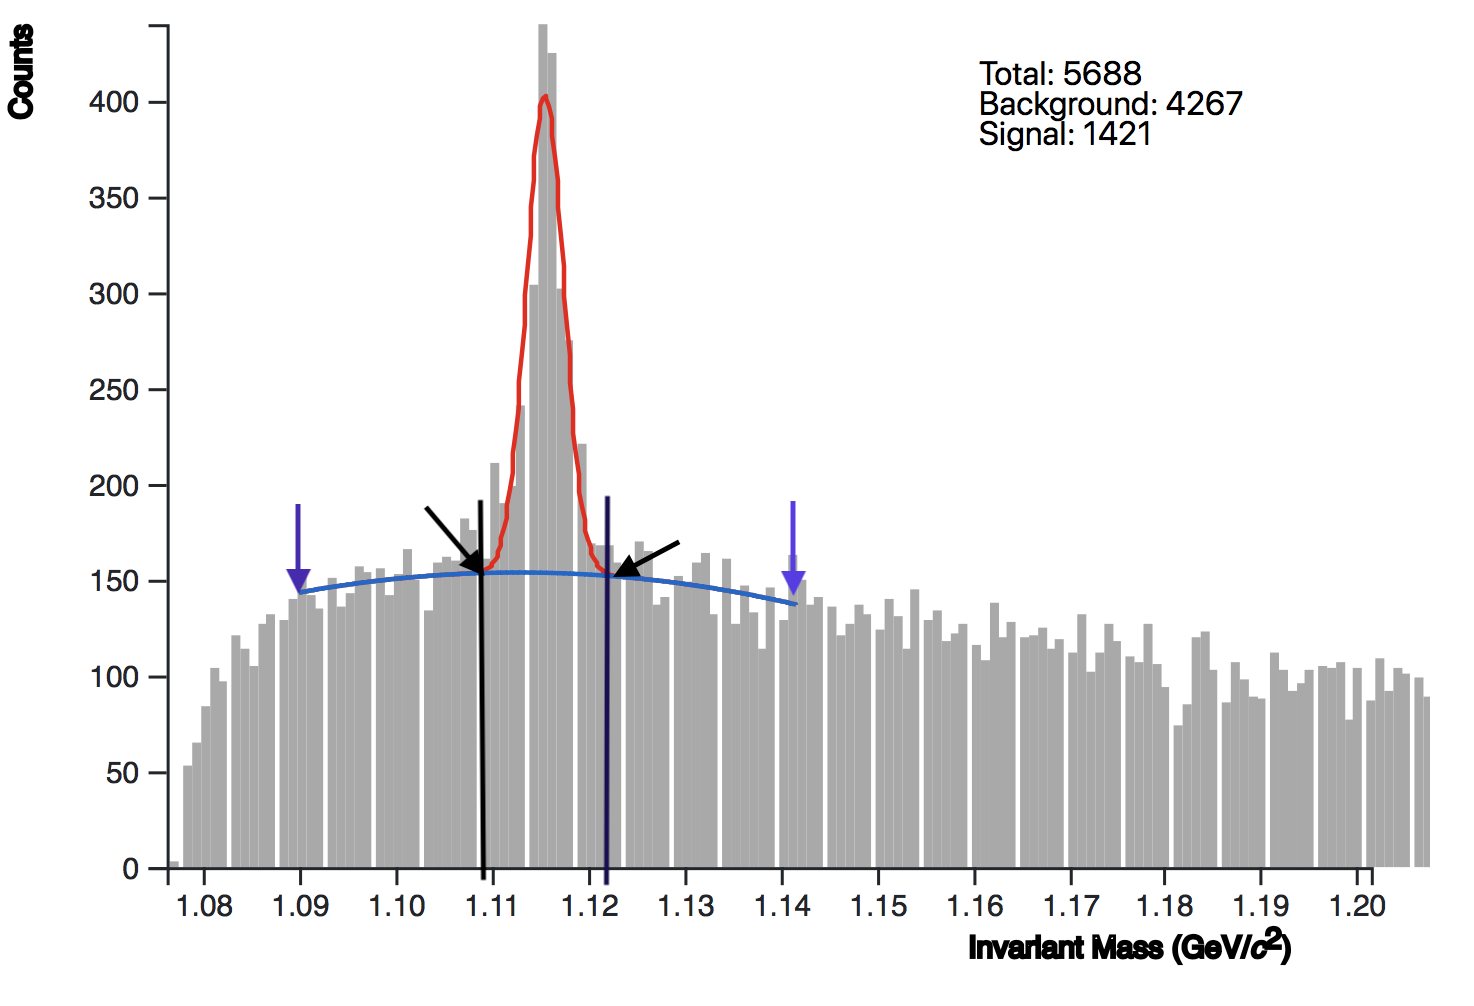 Counts
Total: 5688
Background: 4267
Signal: 1421
400
350
300
250
200
150
100
50
0
1.08 1.09 1.10 1.11 1.12 1.13 1.14 1.15 1.16 1.17 1.18 1.19 1.20
Invariant Mass (GeV/c²)